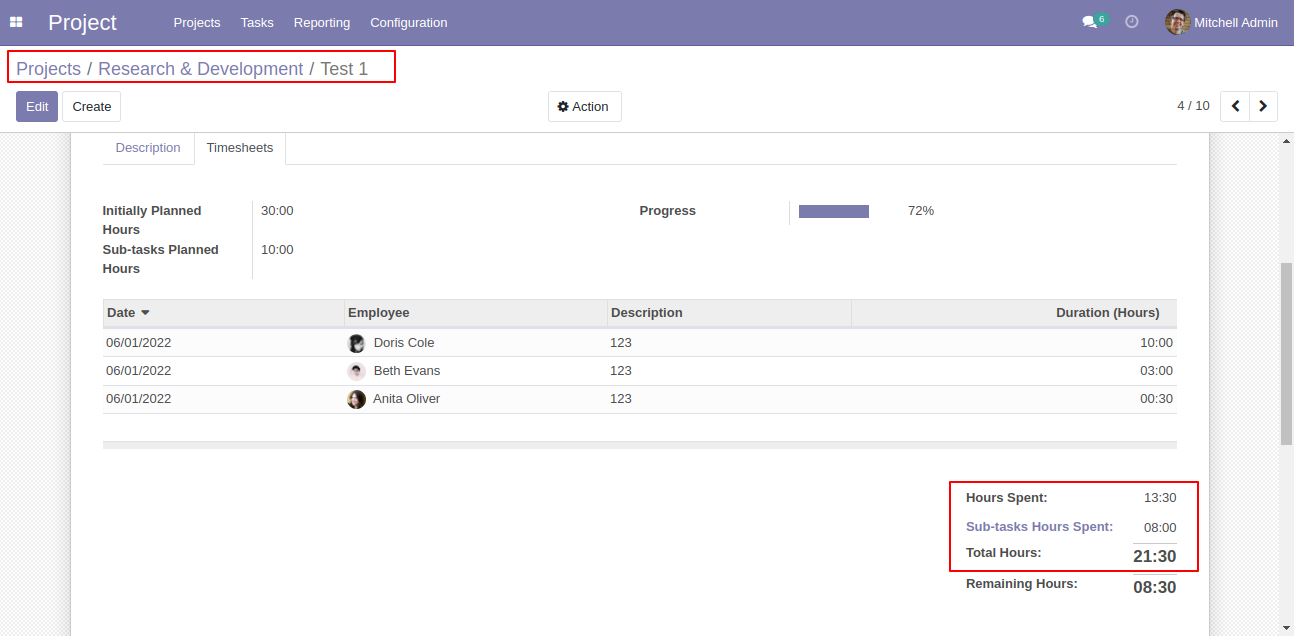 Project Projects Tasks Reporting Configuration 6 Mitchell Admin
Projects / Research & Development / Test 1
Edit Create Action 4 / 10
Description Timesheets
Initially Planned Hours 30:00 Progress 72%
Sub-tasks Planned Hours 10:00
Date Employee Description Duration (Hours)
06/01/2022 Doris Cole 123 10:00
06/01/2022 Beth Evans 123 03:00
06/01/2022 Anita Oliver 123 00:30
Hours Spent: 13:30
Sub-tasks Hours Spent: 08:00
Total Hours: 21:30
Remaining Hours: 08:30